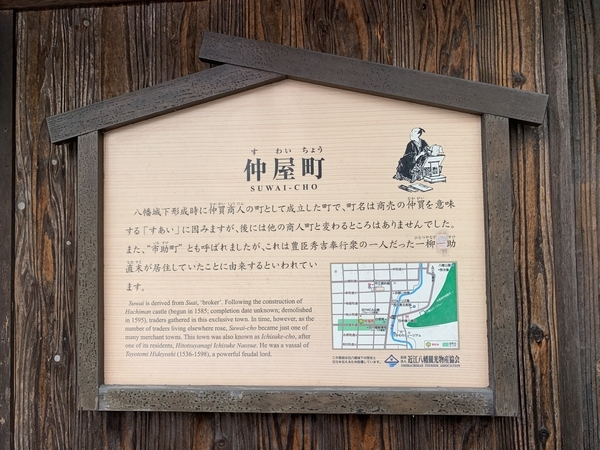 すわいちょう
仲屋町
SUWAI-CHO
八幡城下形成時に仲買商人の町として成立した町で、町名は商売の仲買を意味
する「すあい」に因みますが、後には他の商人町と変わるところはありませんでした。
また、"市助町" とも呼ばれましたが、これは豊臣秀吉奉行衆の一人だった一柳 助
直末が居住していたことに由来するといわれてい
ます。
Suwai is derived from Suai, 'broker'. Following the construction of
Hachiman castle (begun in 1585; completion date unknown; demolished
in 1595), traders gathered in this exclusive town. In time, however, as the
number of traders living elsewhere rose, Suwai-cho became just one of
many merchant towns. This town was also known as Ichisuke-cho, after
one of its residents, Hitotsuyanagi Ichisuke Naosue. He was a vassal of
Toyotomi Hideyoshi (1536-1598), a powerful feudal lord.
近江八幡観光物産協会
OMIHACHIMAN TOURISM ASSOCIATION